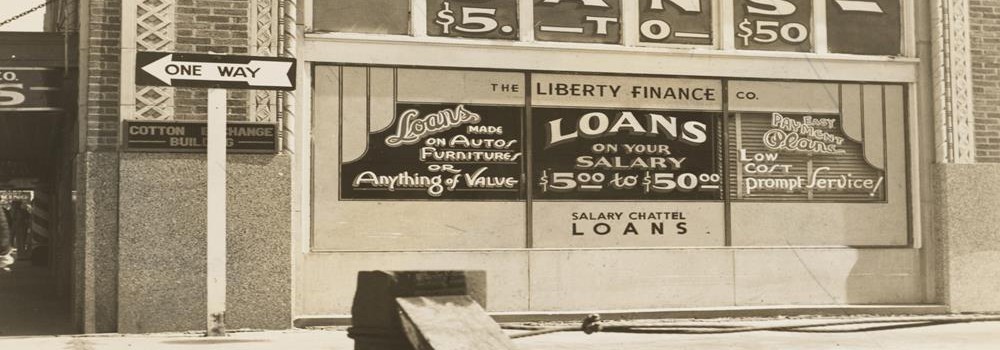 $5. — TO — $50
CO.
ONE WAY
COTTON EXCHANGE
BUILDING
THE LIBERTY FINANCE CO.
Loans MADE
ON AUTOS
FURNITURES
OR
Anything of Value
LOANS
ON YOUR
SALARY
$5.00 to $50.00
EASY
PAYMENT
Plans
LOW
COST
prompt Service!
SALARY CHATTEL
LOANS